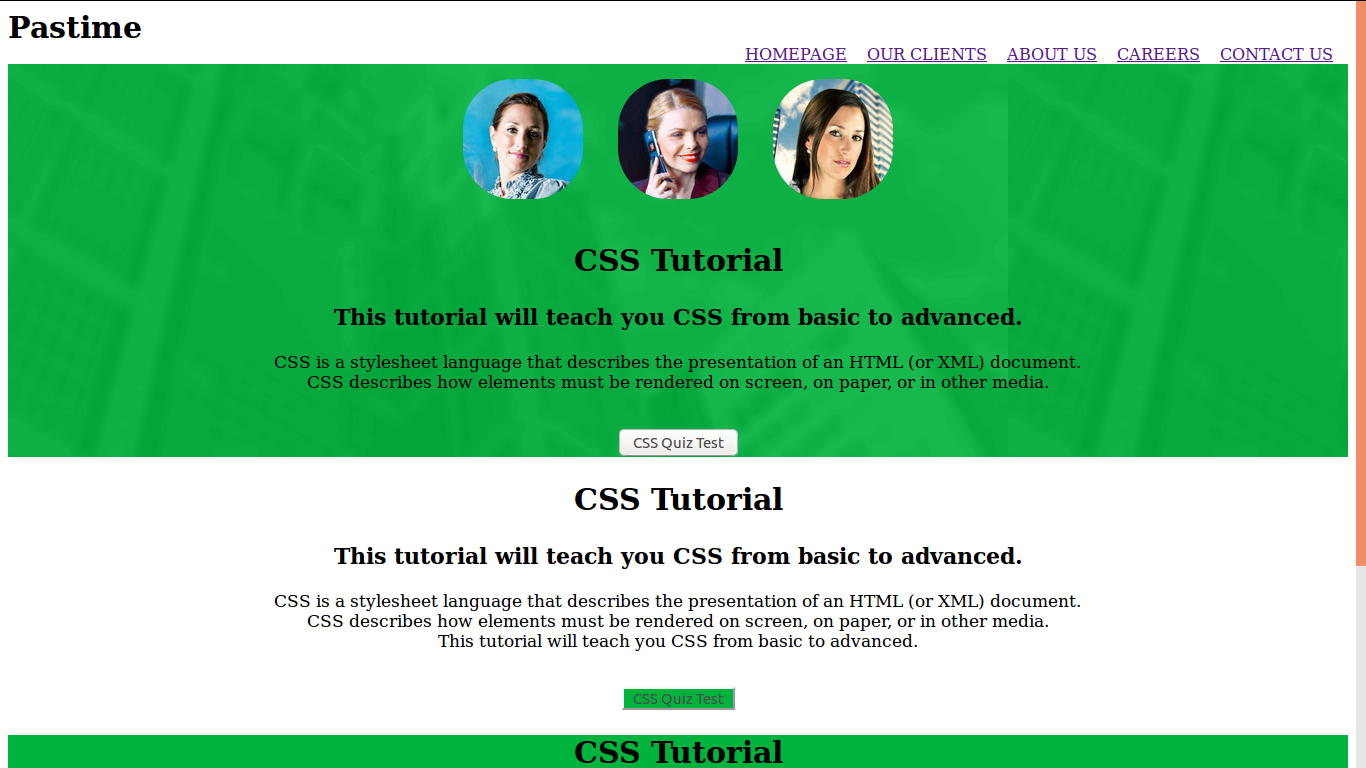 Pastime
HOMEPAGE OUR CLIENTS ABOUT US CAREERS CONTACT US
CSS Tutorial
This tutorial will teach you CSS from basic to advanced.
CSS is a stylesheet language that describes the presentation of an HTML (or XML) document.
CSS describes how elements must be rendered on screen, on paper, or in other media.
CSS Quiz Test
CSS Tutorial
This tutorial will teach you CSS from basic to advanced.
CSS is a stylesheet language that describes the presentation of an HTML (or XML) document.
CSS describes how elements must be rendered on screen, on paper, or in other media.
This tutorial will teach you CSS from basic to advanced.
CSS Quiz Test
CSS Tutorial